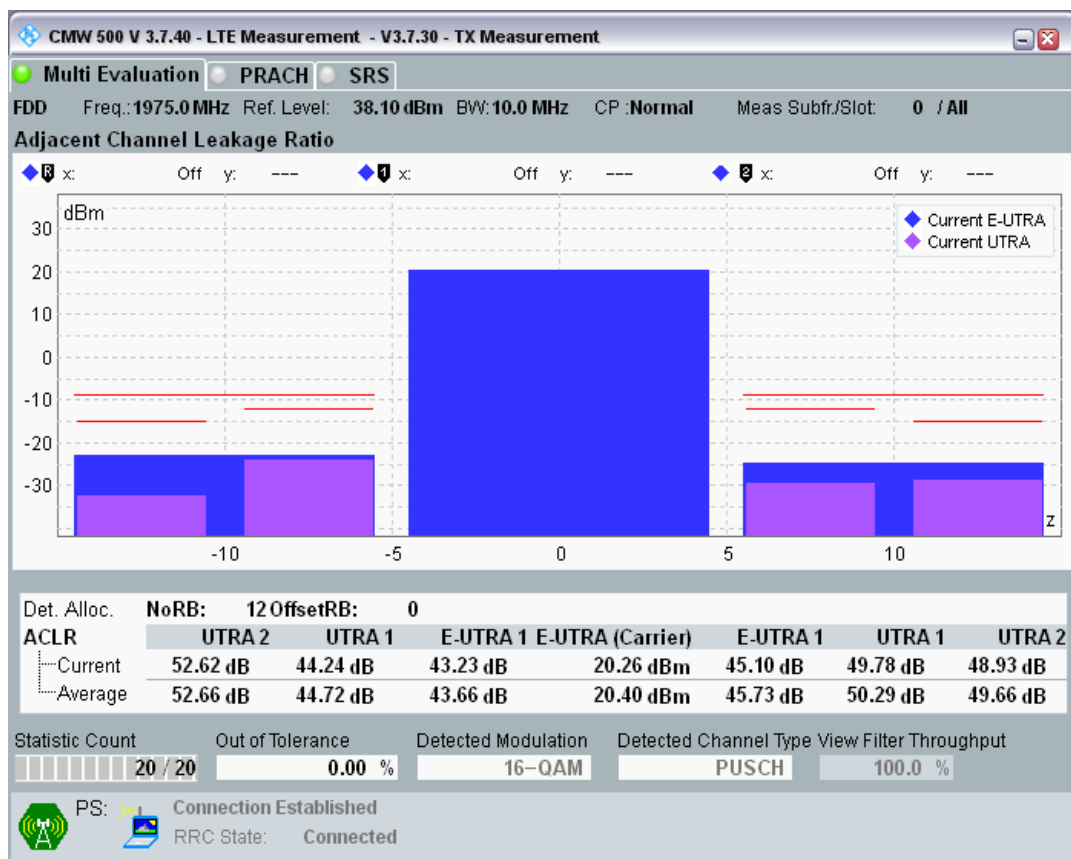 CMW 500 V 3.7.40 - LTE Measurement - V3.7.30 - TX Measurement
Multi Evaluation PRACH SRS
FDD Freq.: 1975.0 MHz Ref. Level: 38.10 dBm BW: 10.0 MHz CP :Normal Meas Subfr./Slot: 0 / All
Adjacent Channel Leakage Ratio
R x: Off y: --- 1 x: Off y: --- 2 x: Off y: ---
dBm
Current E-UTRA
Current UTRA
30
20
10
0
-10
-20
-30
z
-10 -5 0 5 10
Det. Alloc. NoRB: 12 OffsetRB: 0
ACLR UTRA 2 UTRA 1 E-UTRA 1 E-UTRA (Carrier) E-UTRA 1 UTRA 1 UTRA 2
Current 52.62 dB 44.24 dB 43.23 dB 20.26 dBm 45.10 dB 49.78 dB 48.93 dB
Average 52.66 dB 44.72 dB 43.66 dB 20.40 dBm 45.73 dB 50.29 dB 49.66 dB
Statistic Count Out of Tolerance Detected Modulation Detected Channel Type View Filter Throughput
20 / 20 0.00 % 16-QAM PUSCH 100.0 %
PS: Connection Established
RRC State: Connected